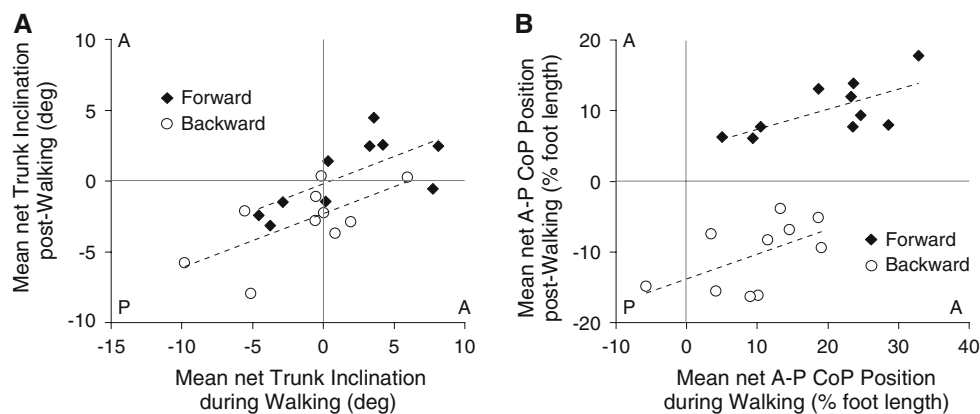 A
Mean net Trunk Inclination
post-Walking (deg)
10
5
0
-5
-10
A
Forward
Backward
P
A
-15
-10
-5
0
5
10
Mean net Trunk Inclination
during Walking (deg)
B
Mean net A-P CoP Position
post-Walking (% foot length)
20
10
0
-10
-20
A
Forward
Backward
P
A
-10
0
10
20
30
40
Mean net A-P CoP Position
during Walking (% foot length)